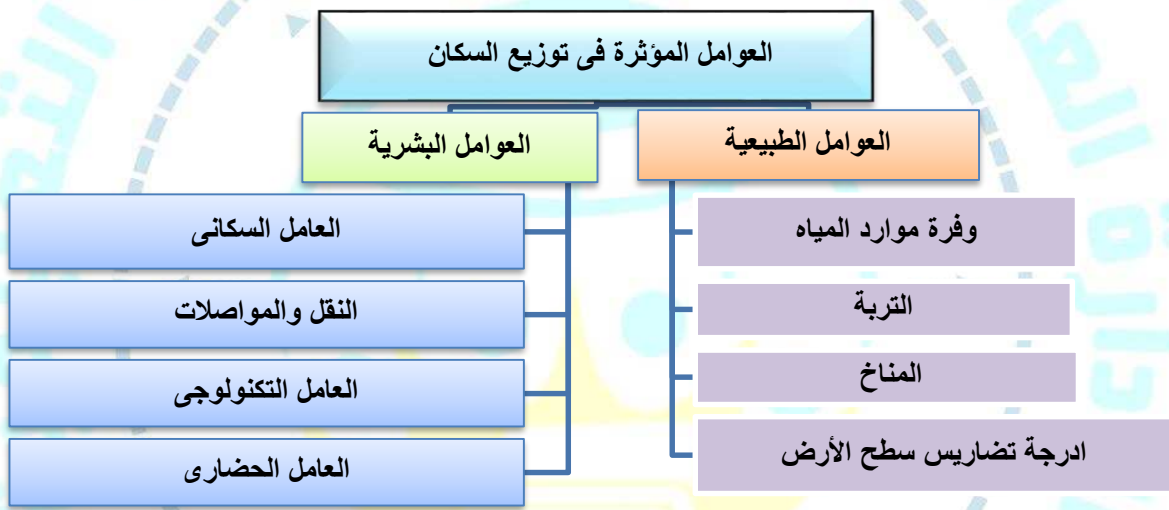 العوامل المؤثرة فى توزيع السكان
العوامل الطبيعية
وفرة موارد المياه
التربة
المناخ
ادرجة تضاريس سطح الأرض
العوامل البشرية
العامل السكانى
النقل والمواصلات
العامل التكنولوجى
العامل الحضارى